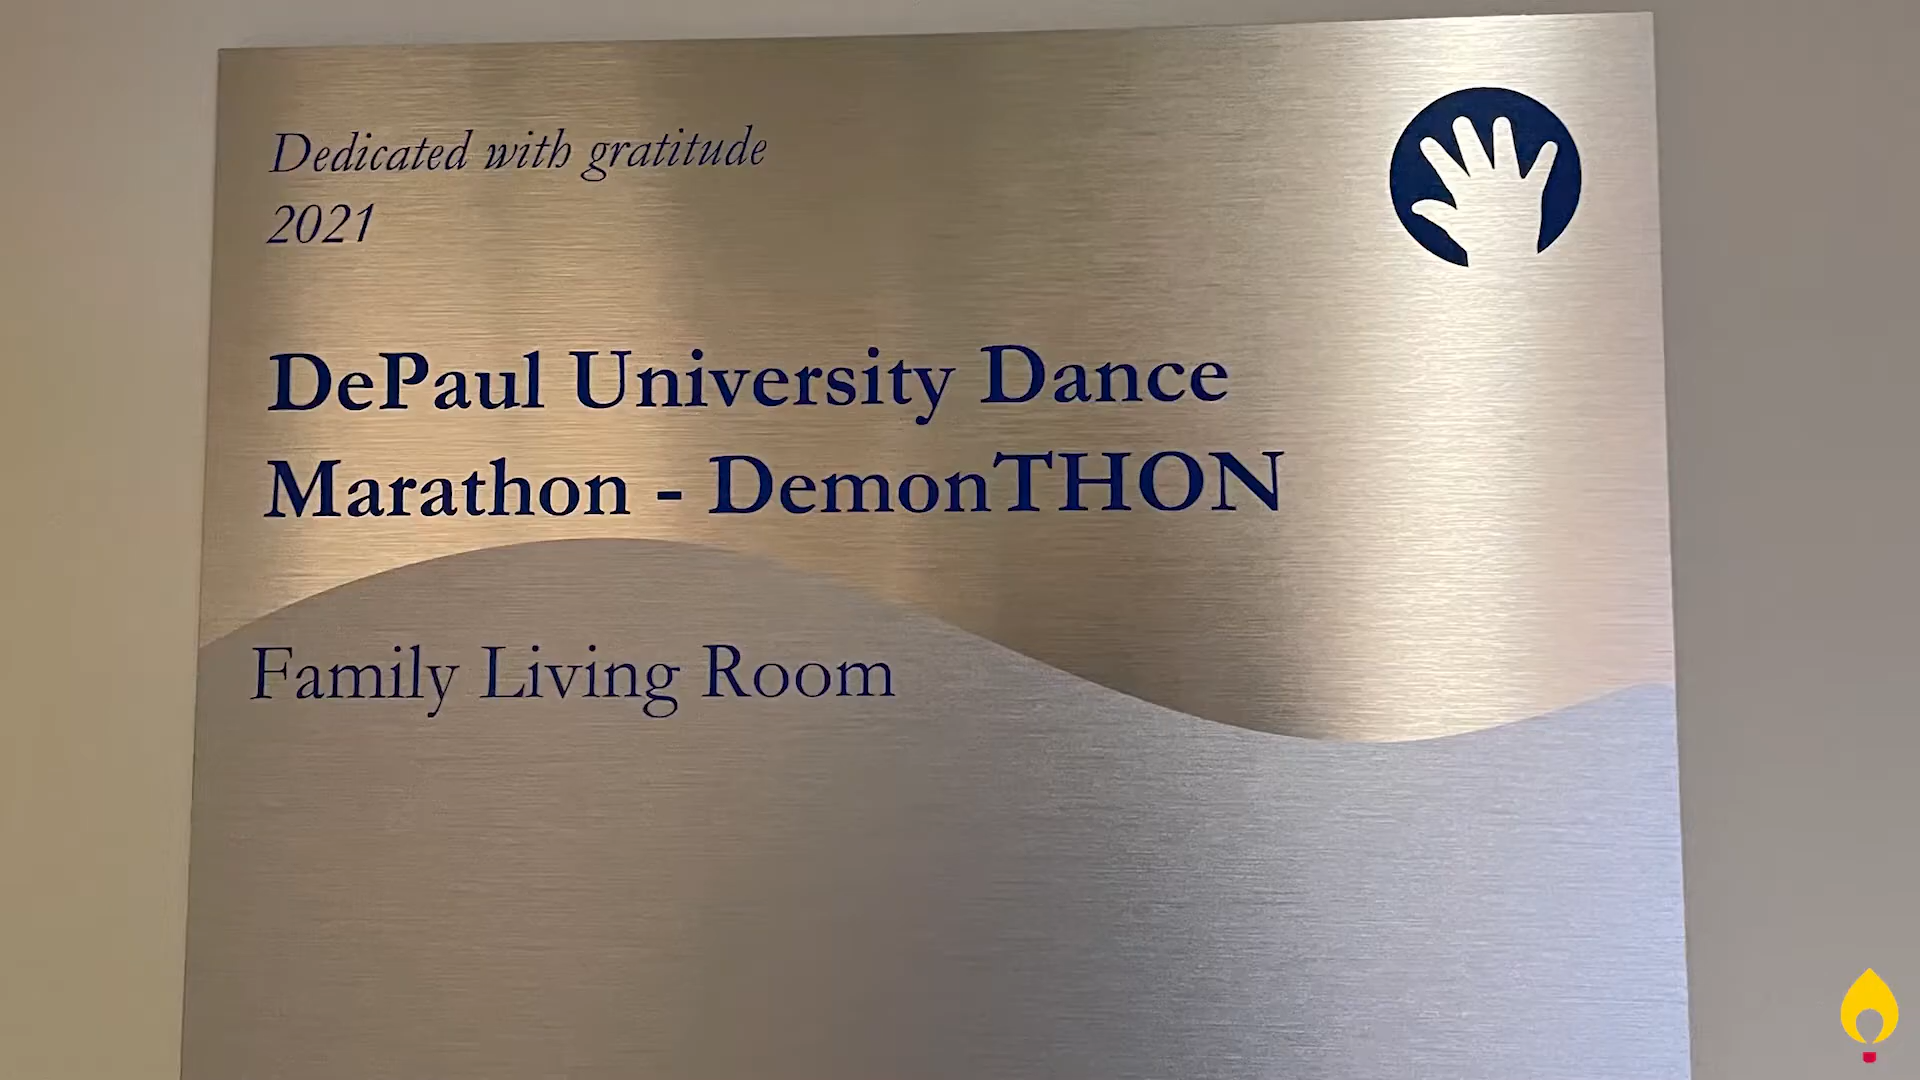 Dedicated with gratitude
2021
DePaul University Dance
Marathon - DemonTHON
Family Living Room